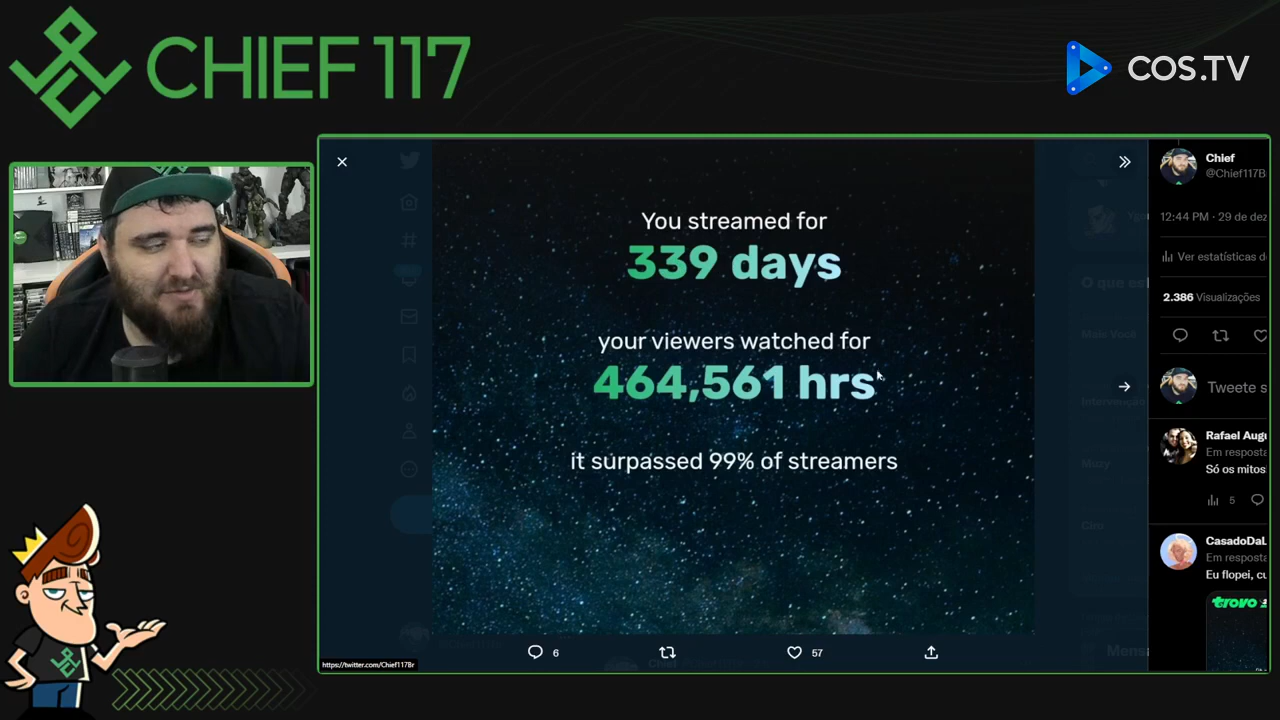 CHIEF 117
COS.TV
Chief
@Chief117B
You streamed for
339 days
12:44 PM · 29 de dez
Ver estatísticas d
your viewers watched for
2.386 Visualizações
464,561 hrs
Tweete s
it surpassed 99% of streamers
Rafael Aug
Em respost
Só os mitos
5
CasadoDaL
Em respost
Eu flopei, cu
trovo
6
57
https://twitter.com/Chief117Br